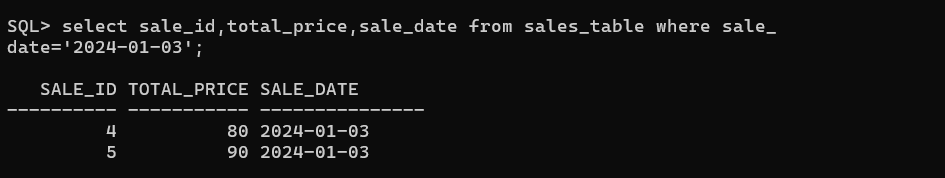 SQL> select sale_id,total_price,sale_date from sales_table where sale_
date='2024-01-03';
   SALE_ID TOTAL_PRICE SALE_DATE
---------- ----------- ---------------
         4          80 2024-01-03
         5          90 2024-01-03